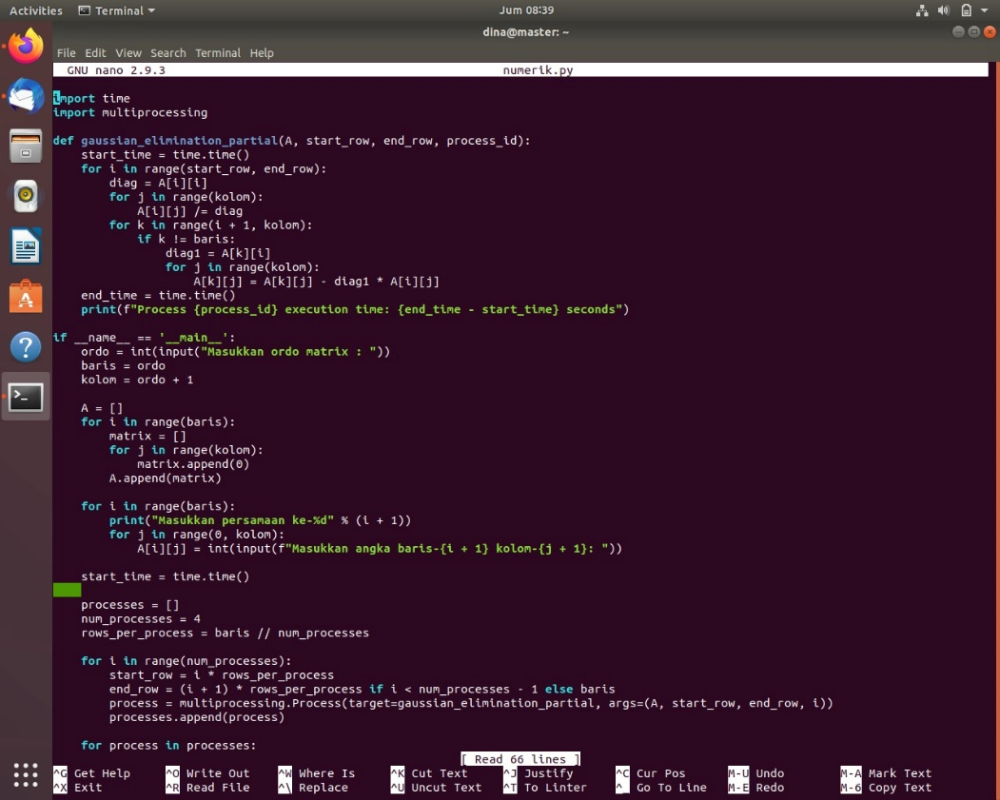 Activities Terminal Jum 08:39
dina@master: ~
File Edit View Search Terminal Help
GNU nano 2.9.3 numerik.py
import time
import multiprocessing
def gaussian_elimination_partial(A, start_row, end_row, process_id):
    start_time = time.time()
    for i in range(start_row, end_row):
        diag = A[i][i]
        for j in range(kolom):
            A[i][j] /= diag
        for k in range(i + 1, kolom):
            if k != baris:
                diag1 = A[k][i]
                for j in range(kolom):
                    A[k][j] = A[k][j] - diag1 * A[i][j]
    end_time = time.time()
    print(f"Process {process_id} execution time: {end_time - start_time} seconds")
if __name__ == '__main__':
    ordo = int(input("Masukkan ordo matrix : "))
    baris = ordo
    kolom = ordo + 1
    A = []
    for i in range(baris):
        matrix = []
        for j in range(kolom):
            matrix.append(0)
        A.append(matrix)
    for i in range(baris):
        print("Masukkan persamaan ke-%d" % (i + 1))
        for j in range(0, kolom):
            A[i][j] = int(input(f"Masukkan angka baris-{i + 1} kolom-{j + 1}: "))
    start_time = time.time()
    processes = []
    num_processes = 4
    rows_per_process = baris // num_processes
    for i in range(num_processes):
        start_row = i * rows_per_process
        end_row = (i + 1) * rows_per_process if i < num_processes - 1 else baris
        process = multiprocessing.Process(target=gaussian_elimination_partial, args=(A, start_row, end_row, i))
        processes.append(process)
    for process in processes:
[ Read 66 lines ]
^G Get Help ^O Write Out ^W Where Is ^K Cut Text ^J Justify ^C Cur Pos M-U Undo M-A Mark Text
^X Exit ^R Read File ^\ Replace ^U Uncut Text ^T To Linter ^_ Go To Line M-E Redo M-6 Copy Text